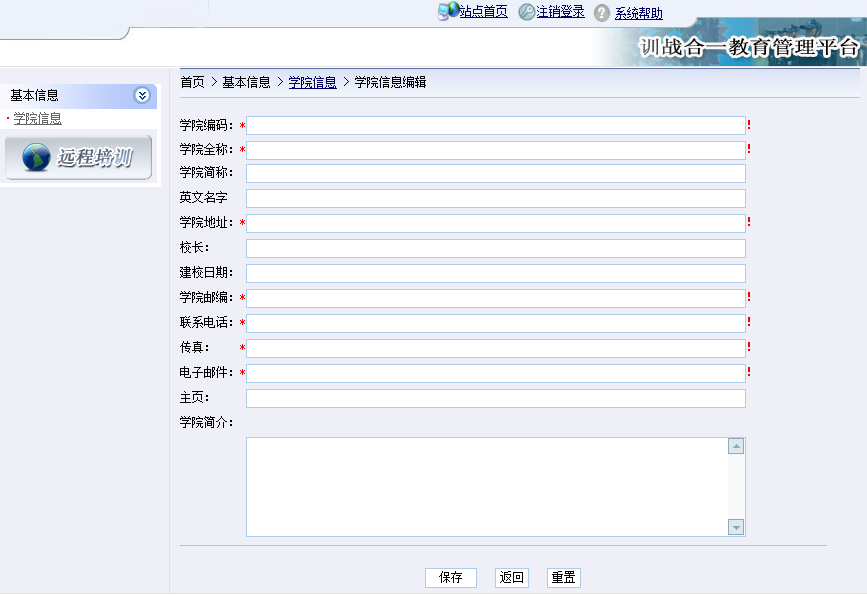 站点首页 注销登录 ? 系统帮助
训战合一教育管理平台
首页 > 基本信息 > 学院信息 > 学院信息编辑
基本信息
·学院信息
远程培训
学院编码：* !
学院全称：* !
学院简称：
英文名字
学院地址：* !
校长：
建校日期：
学院邮编：* !
联系电话：* !
传真： * !
电子邮件：* !
主页：
学院简介：
保存 返回 重置